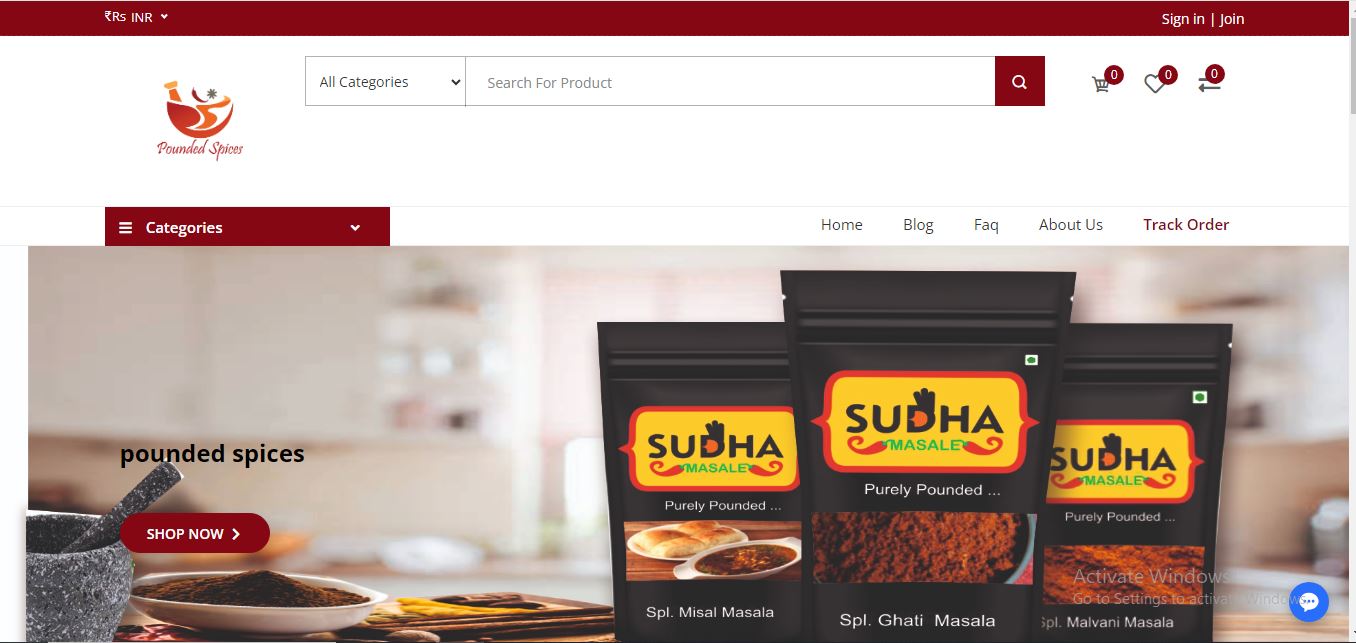 ₹Rs INR
Sign in | Join
Pounded Spices
All Categories
Search For Product
0
0
0
Categories
Home
Blog
Faq
About Us
Track Order
pounded spices
SHOP NOW
SUDHA
MASALE
Purely Pounded ...
Spl. Misal Masala
SUDHA
MASALE
Purely Pounded ...
Spl. Ghati Masala
SUDHA
MASALE
Purely Pounded ...
Spl. Malvani Masala
Activate Windows
Go to Settings to activate Windows.